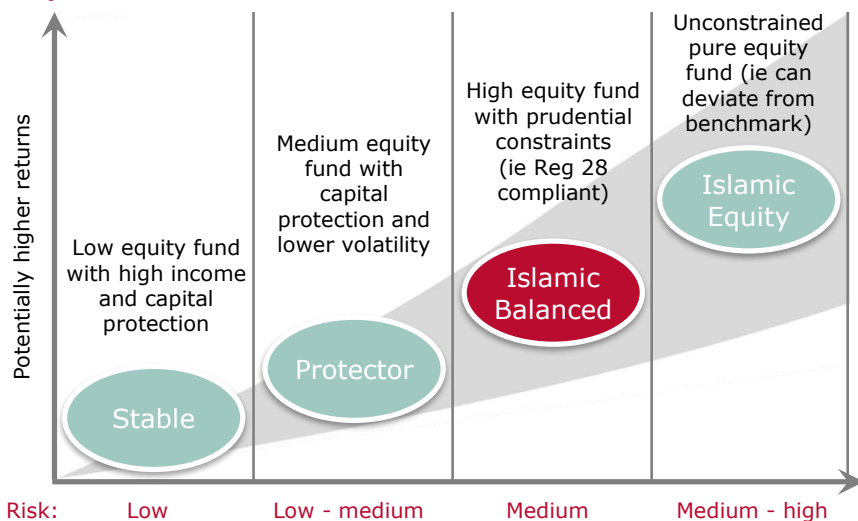 Potentially higher returns
Low equity fund
with high income
and capital
protection
Stable
Medium equity
fund with
capital
protection and
lower volatility
Protector
High equity fund
with prudential
constraints
(ie Reg 28
compliant)
Islamic
Balanced
Unconstrained
pure equity
fund (ie can
deviate from
benchmark)
Islamic
Equity
Risk: Low Low - medium Medium Medium - high